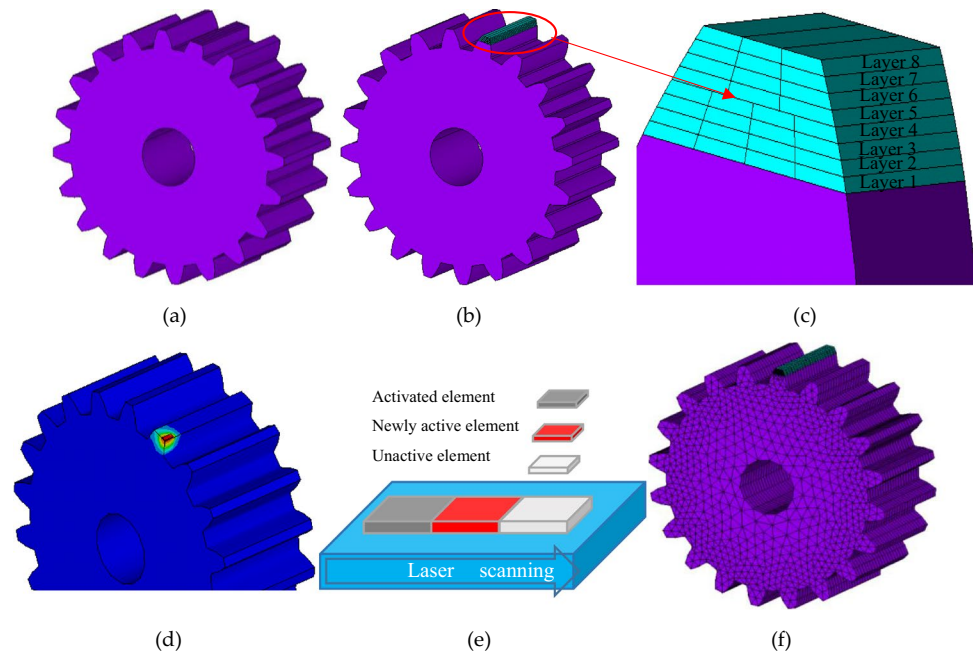 Layer 8
Layer 7
Layer 6
Layer 5
Layer 4
Layer 3
Layer 2
Layer 1
(a)
(b)
(c)
Activated element
Newly active element
Unactive element
Laser scanning
(d)
(e)
(f)